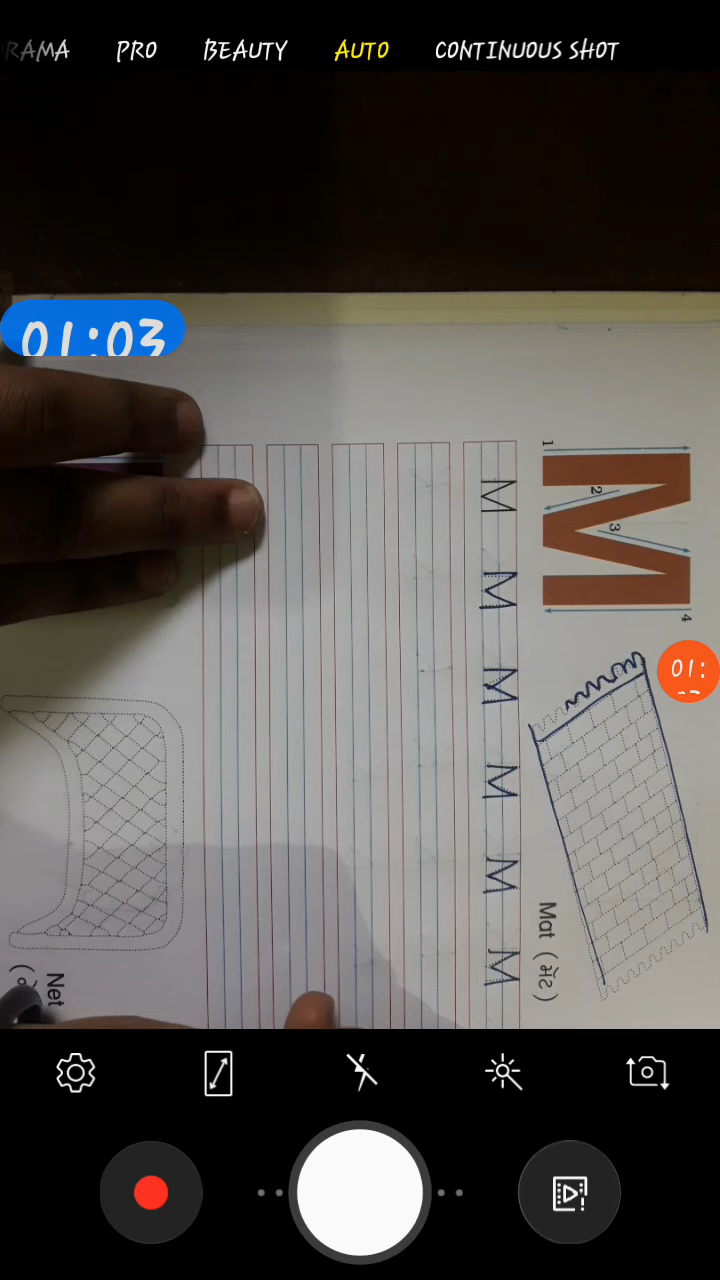 RAMA PRO BEAUTY AUTO CONTINUOUS SHOT
01:03
M
1
2
3
4
M M M M M M
Mat (મૅટ)
Net
01: